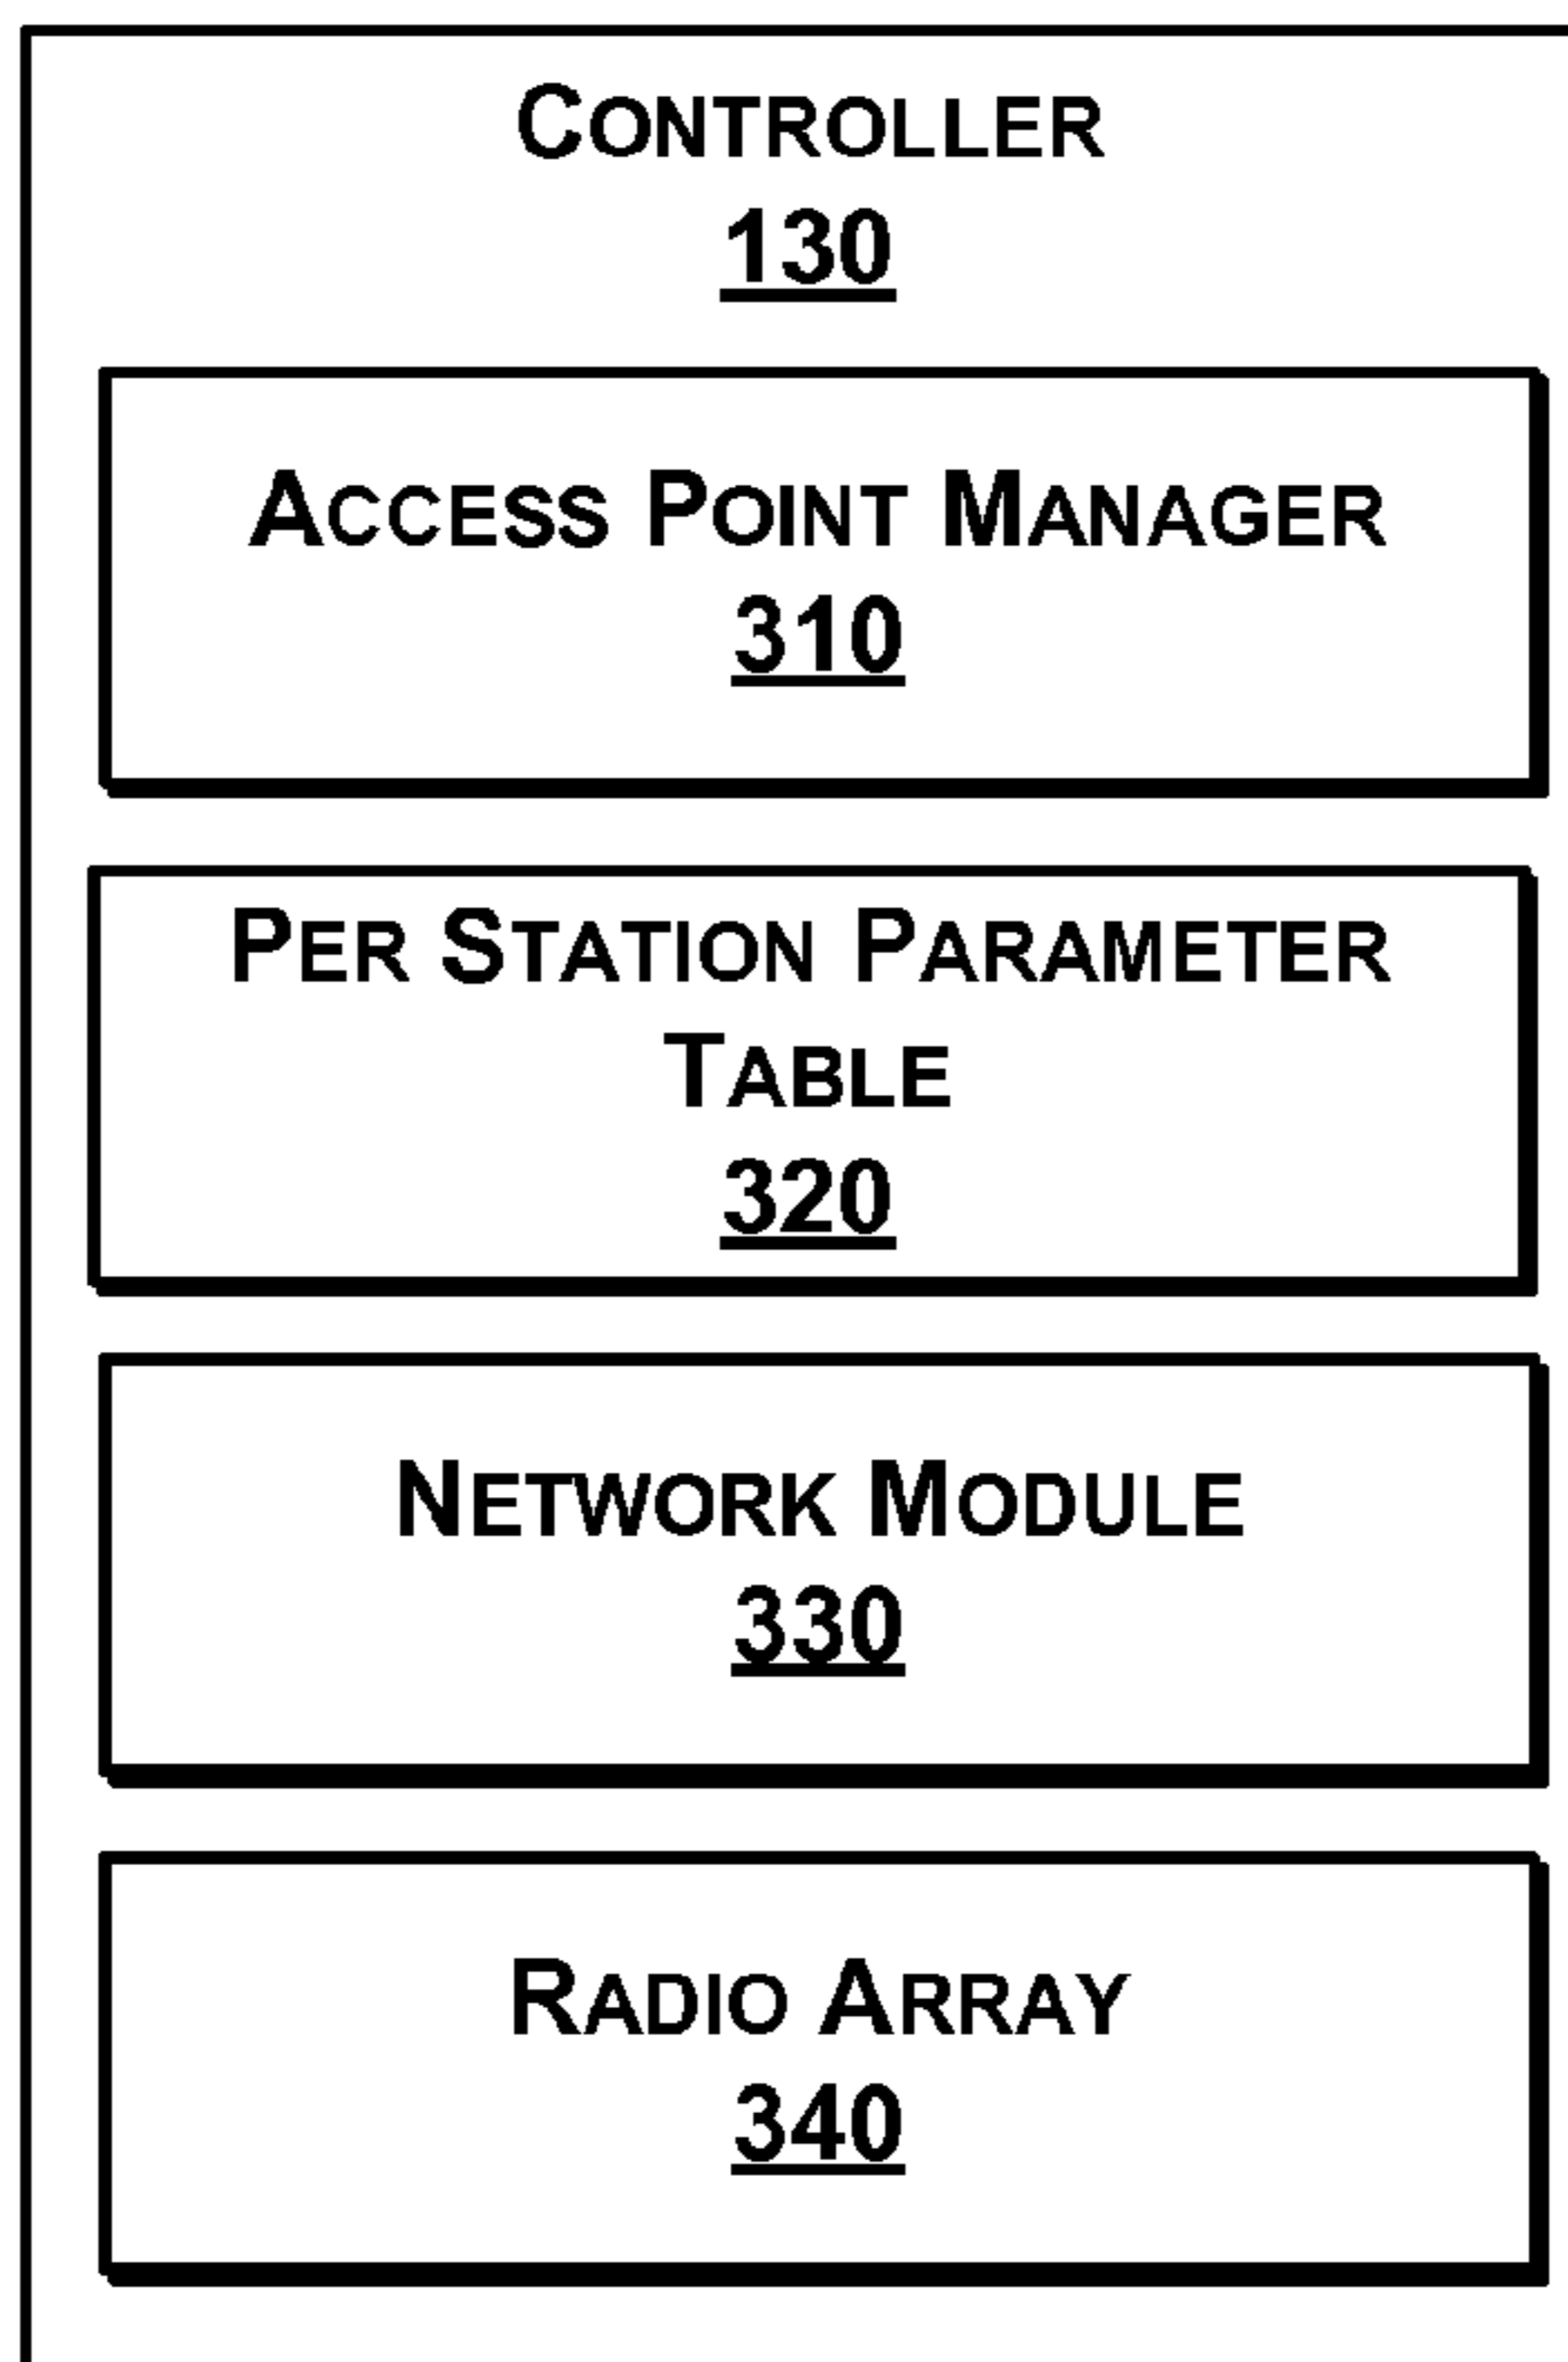 CONTROLLER
130
ACCESS POINT MANAGER
310
PER STATION PARAMETER
TABLE
320
NETWORK MODULE
330
RADIO ARRAY
340